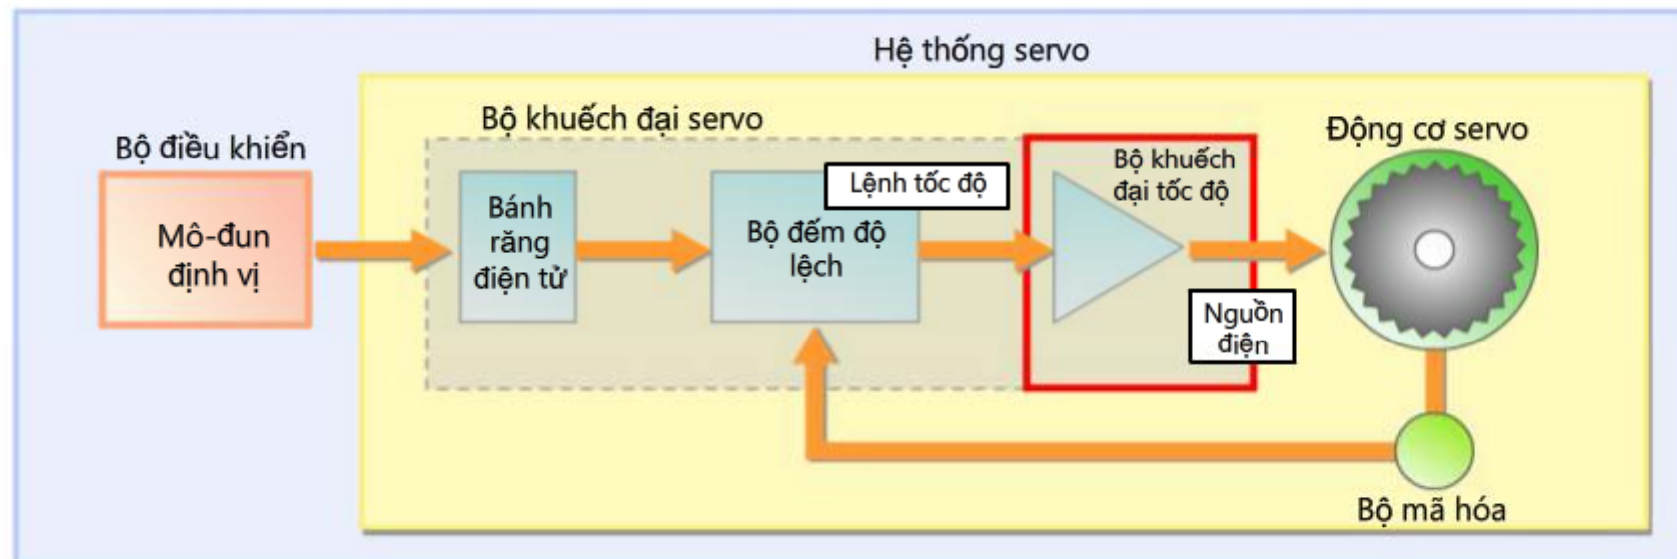 Hệ thống servo
Bộ khuếch đại servo
Động cơ servo
Bộ điều khiển
Bộ khuếch
đại tốc độ
Lệnh tốc độ
Mô-đun
định vị
Bánh
răng
điện tử
Bộ đếm độ
lệch
Nguồn
điện
Bộ mã hóa